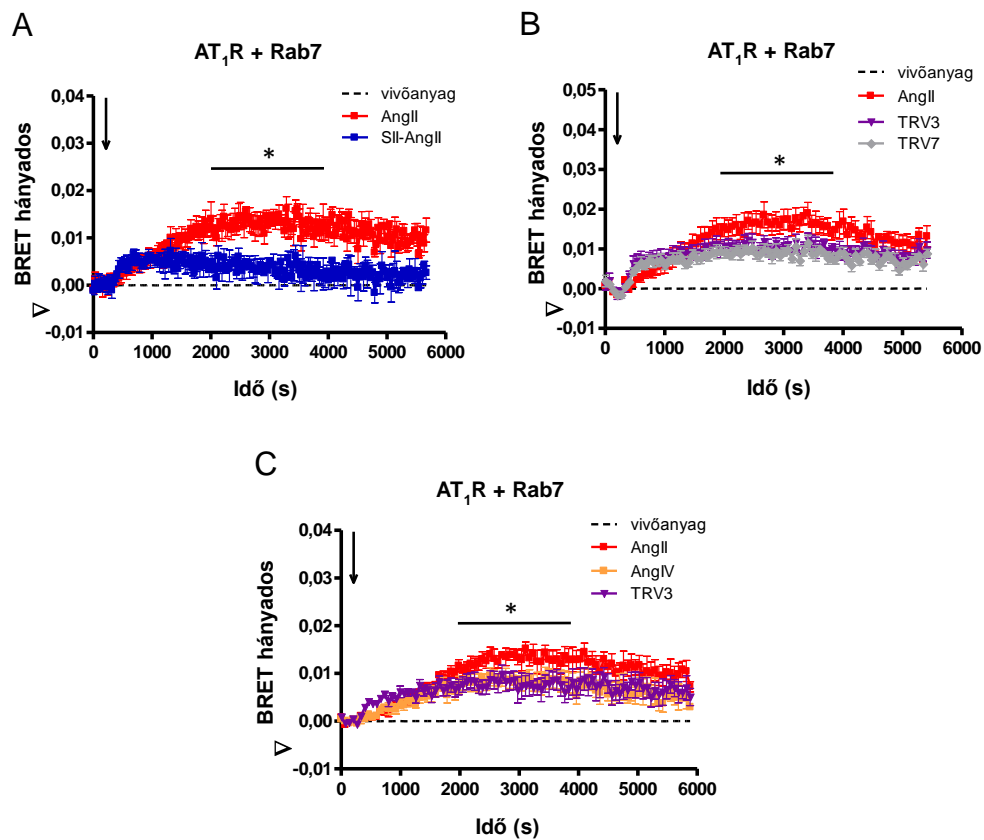 A
AT1R + Rab7
vivõanyag
AngII
SII-AngII
*
0,04
0,03
0,02
0,01
0,00
-0,01
∇ BRET hányados
0 1000 2000 3000 4000 5000 6000
Idő (s)
B
AT1R + Rab7
vivõanyag
AngII
TRV3
TRV7
*
0,05
0,04
0,03
0,02
0,01
0,00
-0,01
∇ BRET hányados
0 1000 2000 3000 4000 5000 6000
Idő (s)
C
AT1R + Rab7
vivõanyag
AngII
AngIV
TRV3
*
0,04
0,03
0,02
0,01
0,00
-0,01
∇ BRET hányados
0 1000 2000 3000 4000 5000 6000
Idő (s)